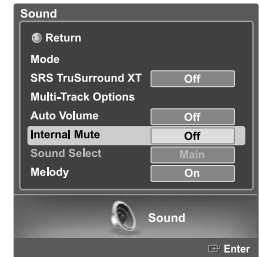 Sound
Return
Mode
SRS TruSurround XT Off
Multi-Track Options
Auto Volume Off
Internal Mute Off
Sound Select Main
Melody On
Sound
Enter